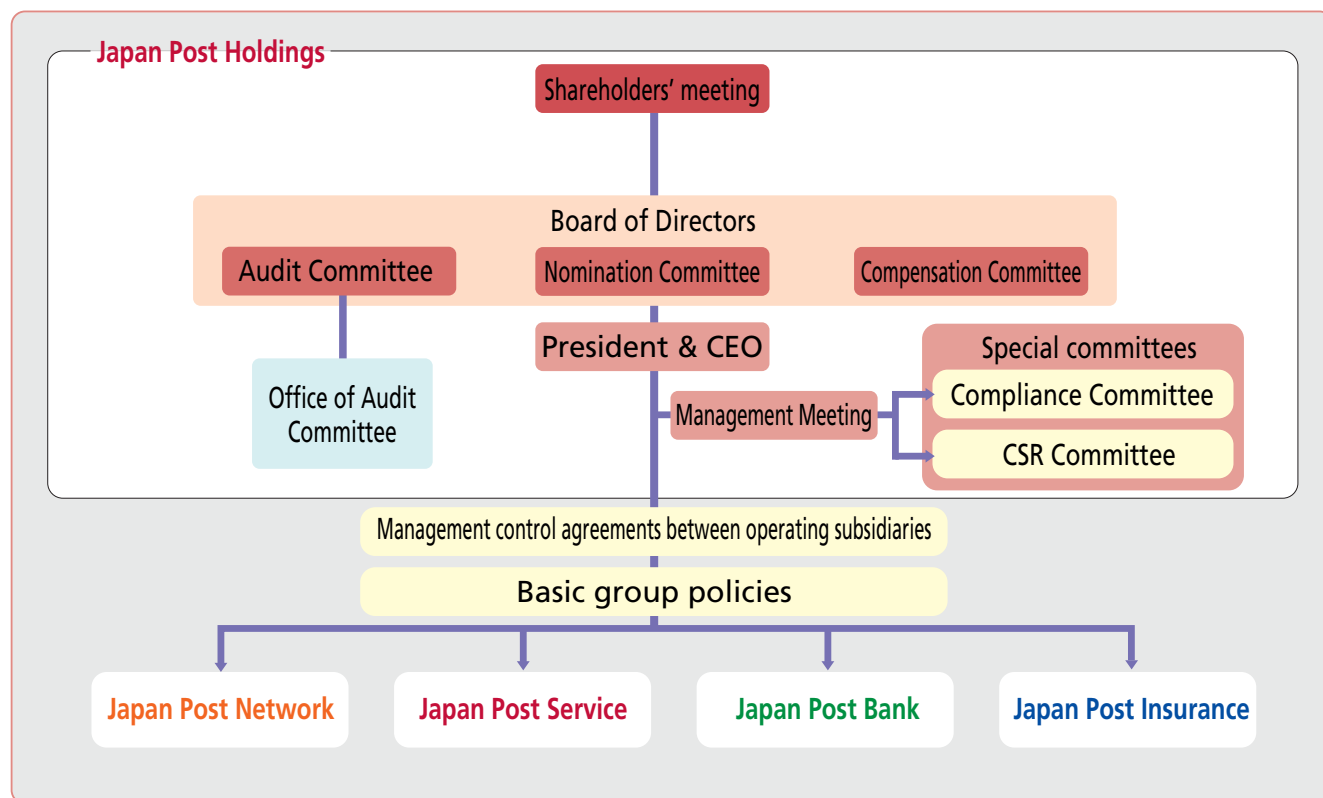 Japan Post Holdings
Shareholders’ meeting
Board of Directors
Audit Committee
Nomination Committee
Compensation Committee
President & CEO
Special committees
Office of Audit
Committee
Management Meeting
Compliance Committee
CSR Committee
Management control agreements between operating subsidiaries
Basic group policies
Japan Post Network
Japan Post Service
Japan Post Bank
Japan Post Insurance